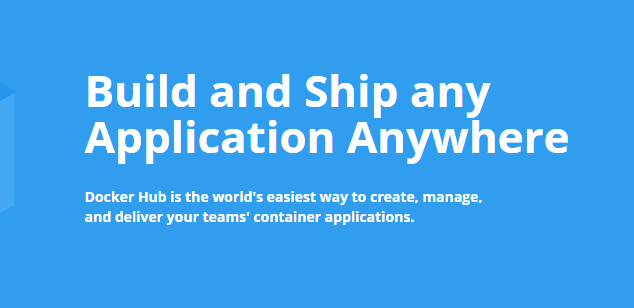 Build and Ship any
Application Anywhere
Docker Hub is the world's easiest way to create, manage,
and deliver your teams' container applications.